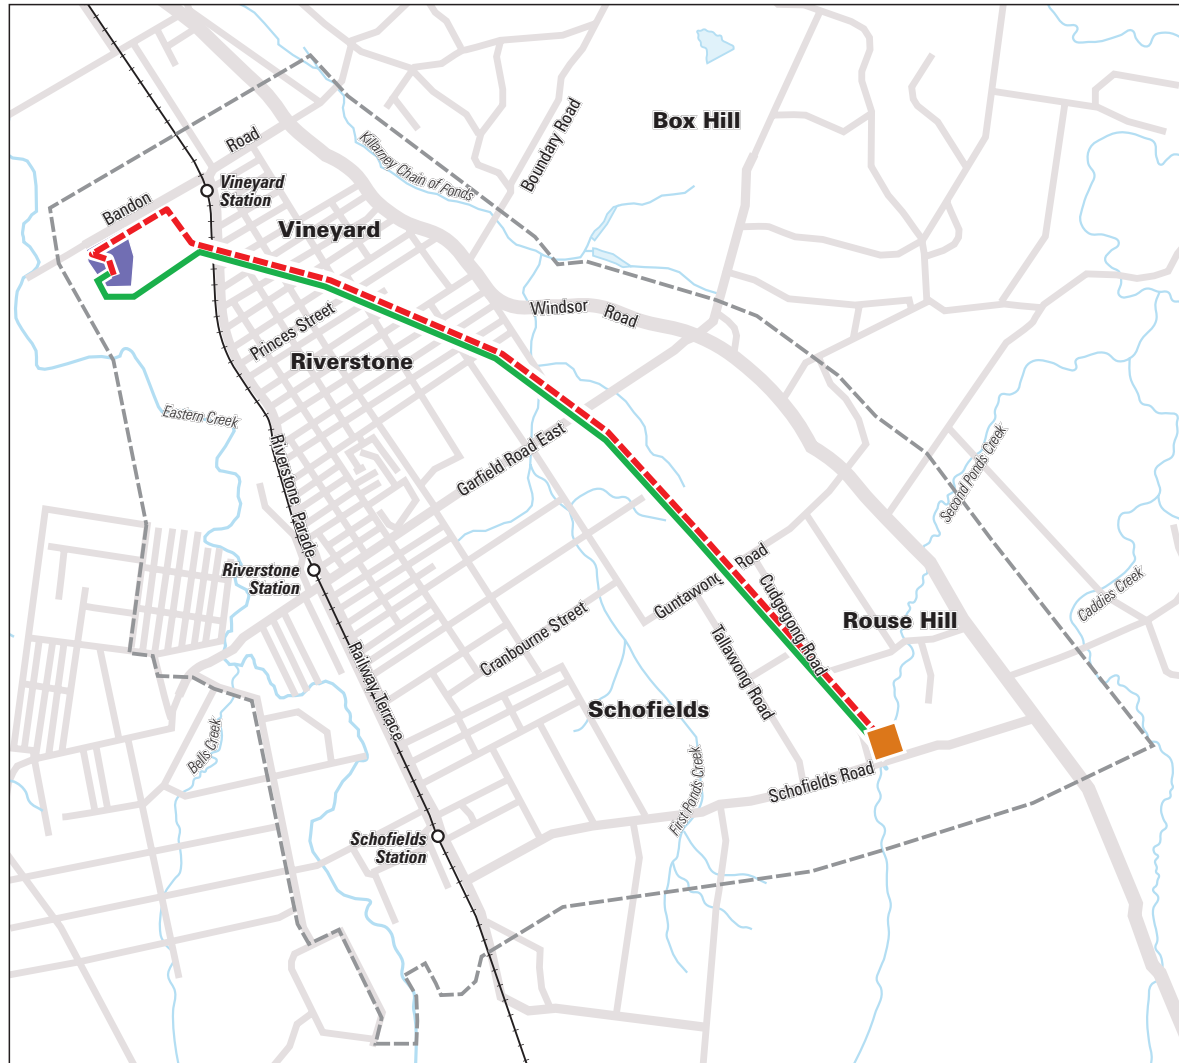 Box Hill
Boundary Road
Road
Killarney Chain of Ponds
Vineyard
Station
Bandon
Vineyard
Windsor Road
Princes Street
Riverstone
Eastern Creek
Garfield Road East
Second Ponds Creek
Riverstone Parade
Riverstone
Station
Guntawong Road
Cudgegong Road
Caddies Creek
Rouse Hill
Cranbourne Street
Tallawong Road
Railway Terrace
Schofields
Bells Creek
First Ponds Creek
Schofields Road
Schofields
Station